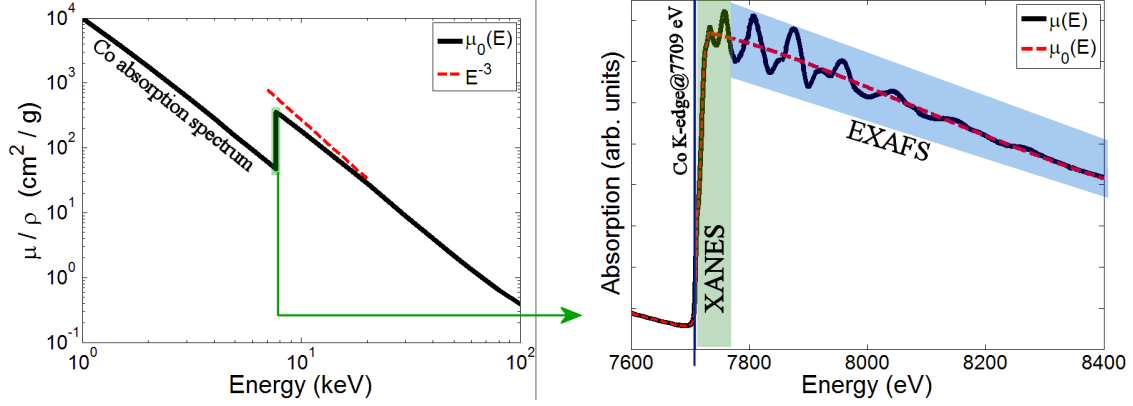 10⁴
10³
10²
10¹
10⁰
10⁻¹
μ / ρ (cm² / g)
Co absorption spectrum
μ₀(E)
E⁻³
10⁰
10¹
10²
Energy (keV)
Absorption (arb. units)
Co K-edge@7709 eV
XANES
EXAFS
μ(E)
μ₀(E)
7600
7800
8000
8200
8400
Energy (eV)